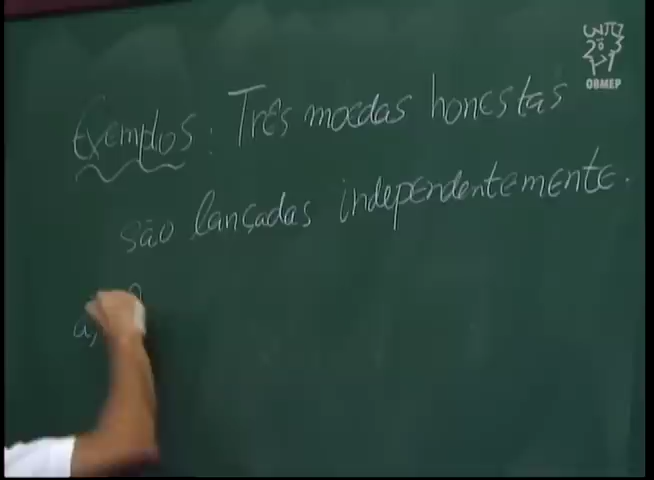 OBMEP
Exemplos: Três moedas honestas
são lançadas independentemente.
a)